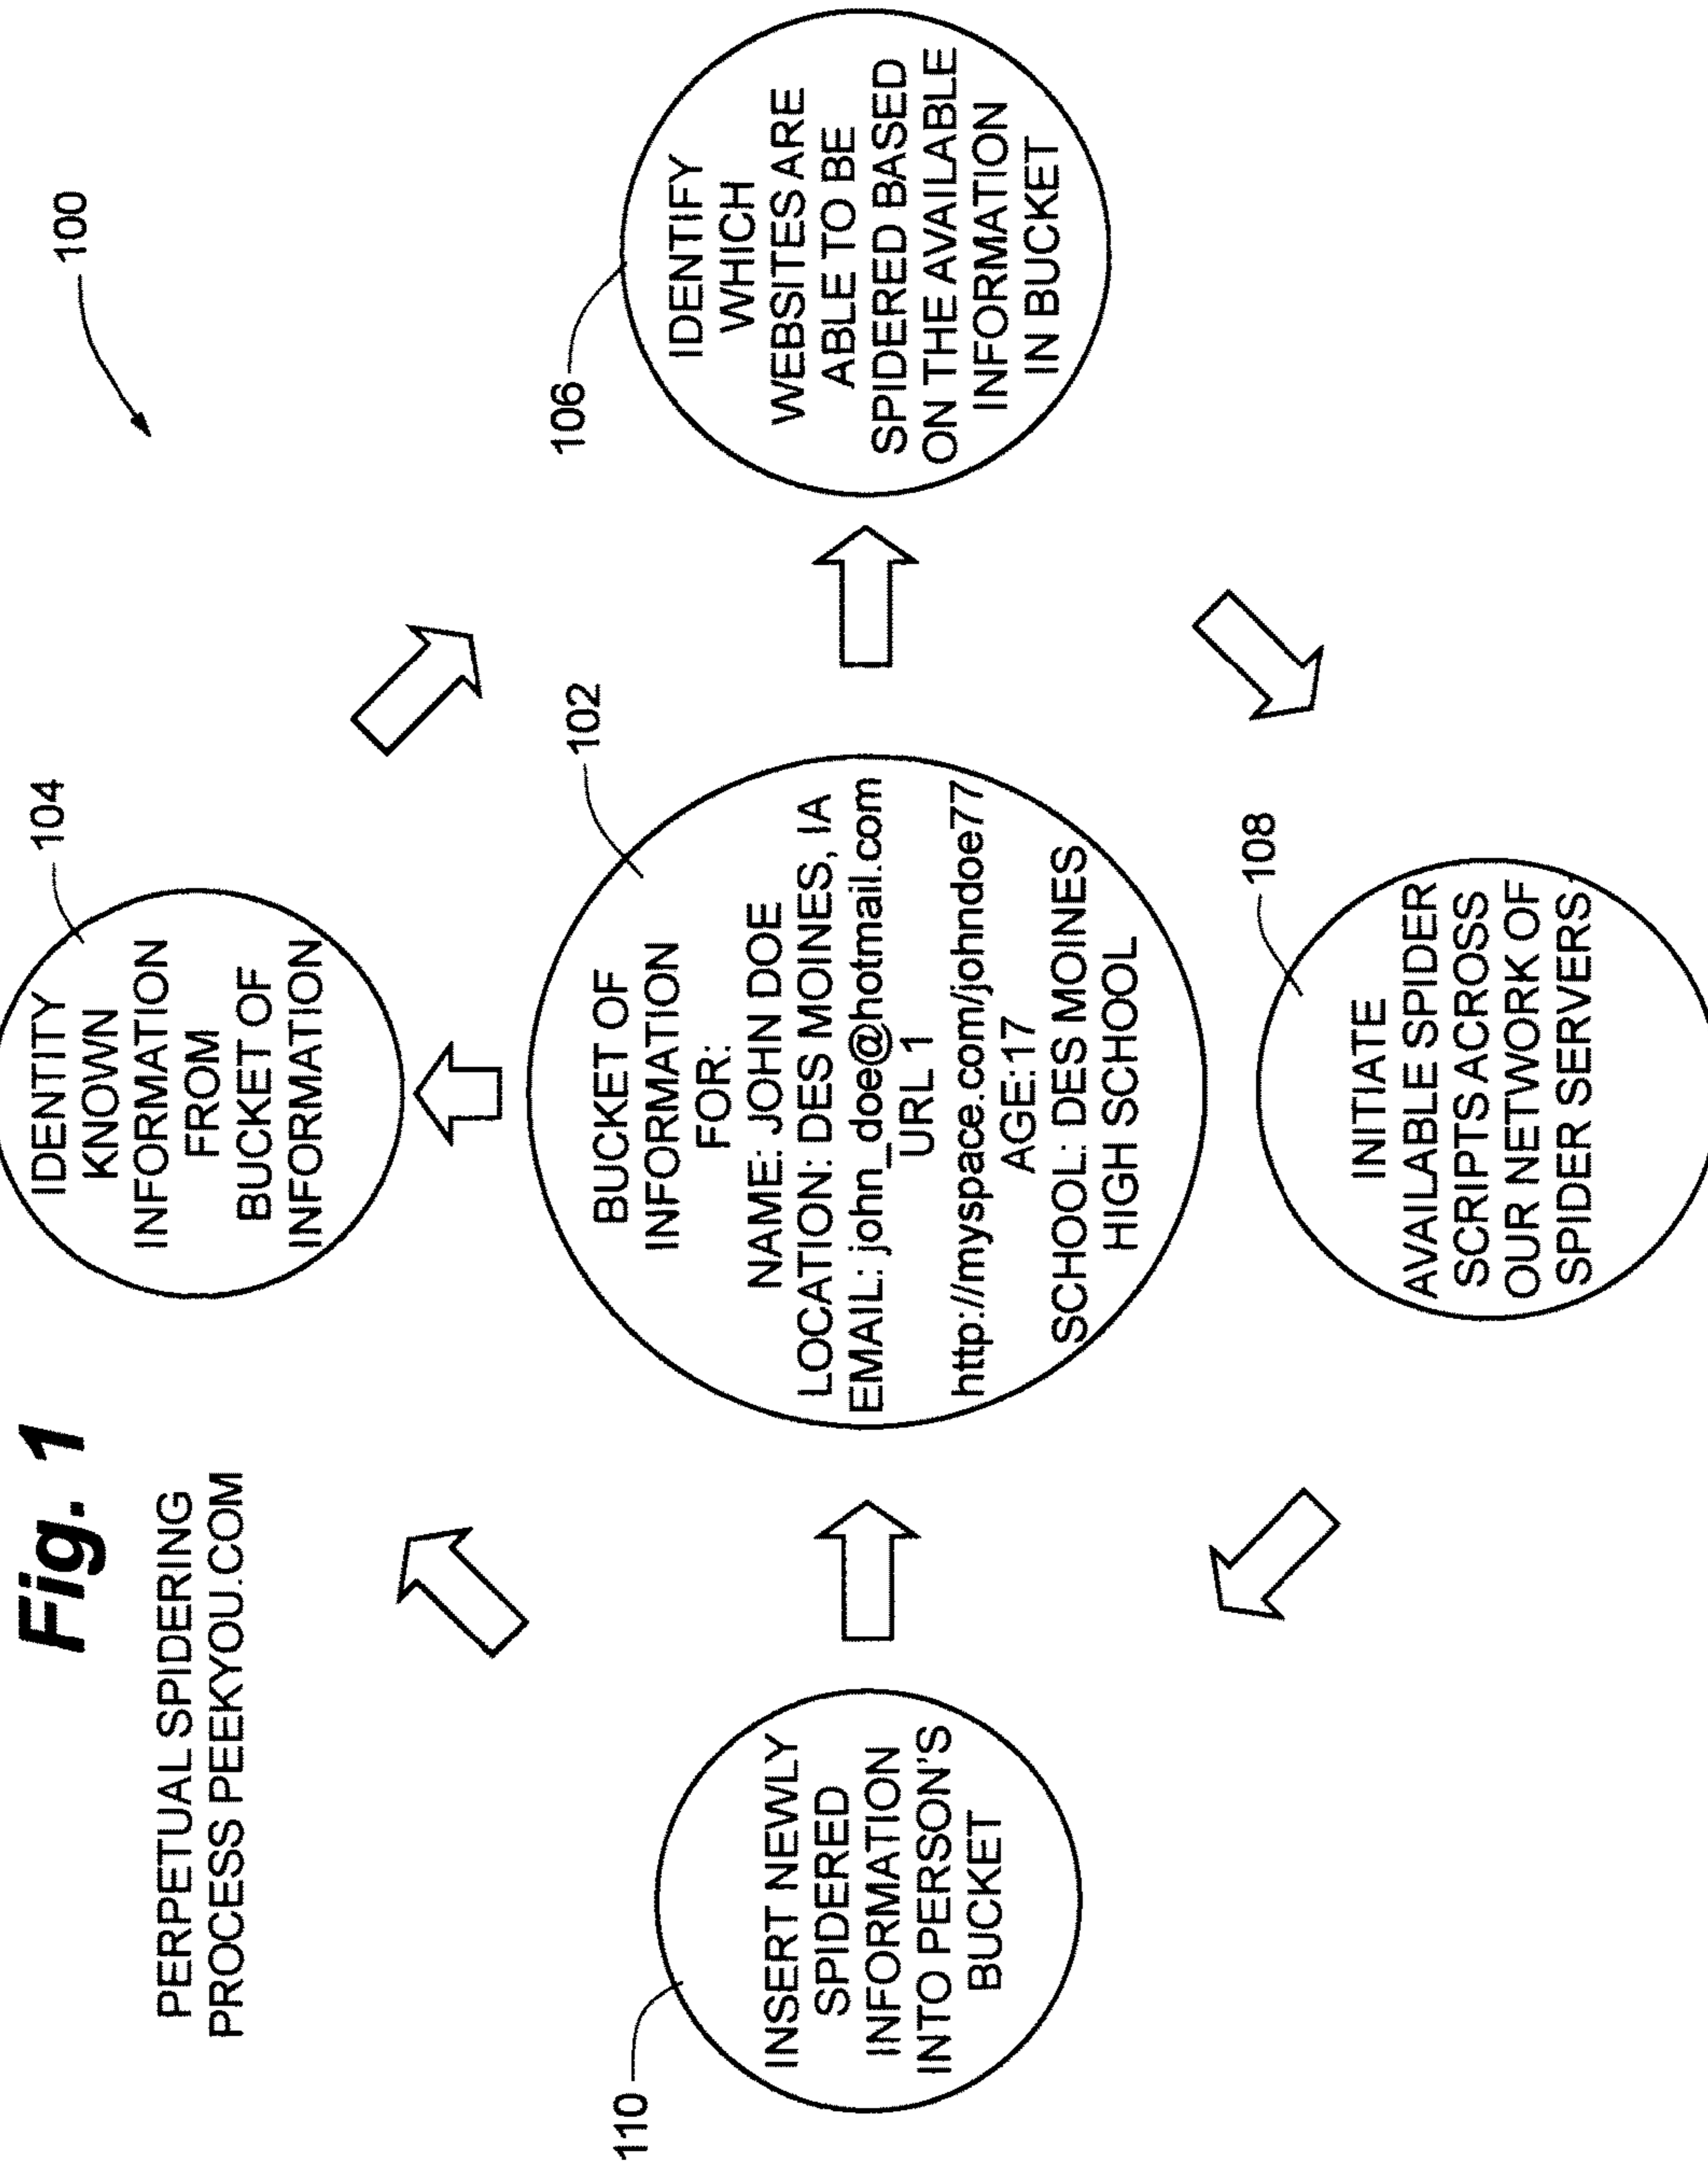 Fig. 1
PERPETUAL SPIDERING
PROCESS PEEKYOU.COM
100
104
IDENTITY
KNOWN
INFORMATION
FROM
BUCKET OF
INFORMATION
102
BUCKET OF
INFORMATION
FOR:
NAME: JOHN DOE
LOCATION: DES MOINES, IA
EMAIL: john_doe@hotmail.com
URL 1
http://myspace.com/johndoe77
AGE:17
SCHOOL: DES MOINES
HIGH SCHOOL
106
IDENTIFY
WHICH
WEBSITES ARE
ABLE TO BE
SPIDERED BASED
ON THE AVAILABLE
INFORMATION
IN BUCKET
108
INITIATE
AVAILABLE SPIDER
SCRIPTS ACROSS
OUR NETWORK OF
SPIDER SERVERS
110
INSERT NEWLY
SPIDERED
INFORMATION
INTO PERSON'S
BUCKET